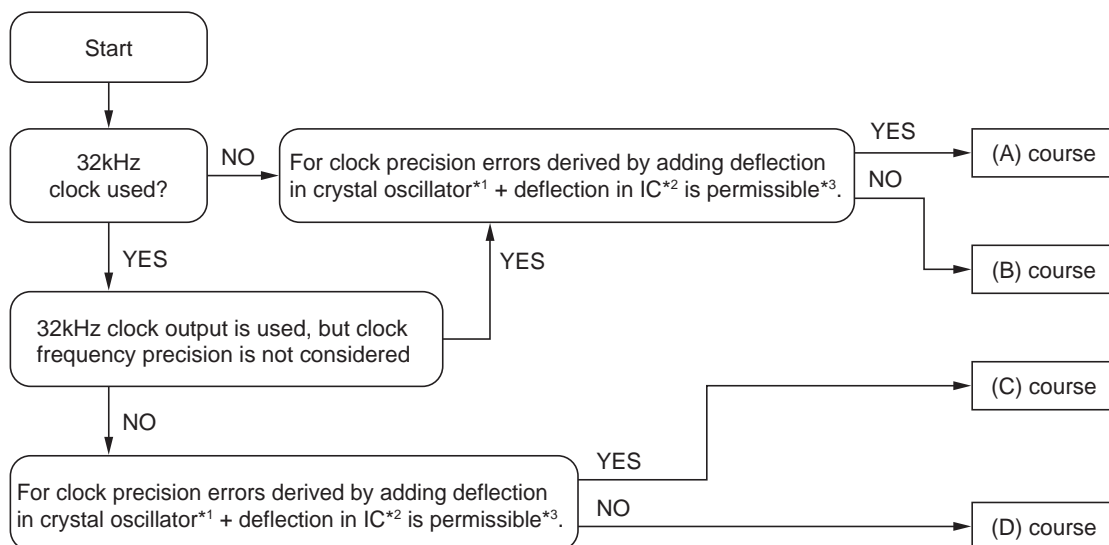 Start
32kHz
clock used?
NO
For clock precision errors derived by adding deflection
in crystal oscillator*1 + deflection in IC*2 is permissible*3.
YES
(A) course
NO
(B) course
YES
YES
32kHz clock output is used, but clock
frequency precision is not considered
NO
(C) course
For clock precision errors derived by adding deflection
in crystal oscillator*1 + deflection in IC*2 is permissible*3.
YES
NO
(D) course